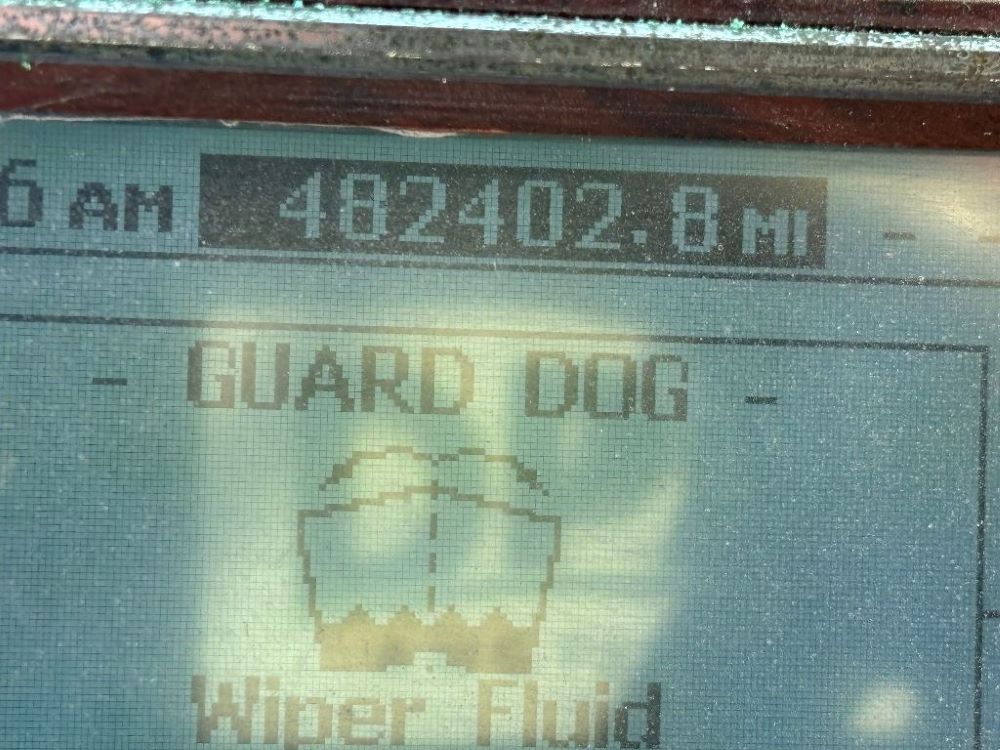 6 AM 482402.8 MI - -
- GUARD DOG -
Wiper Fluid